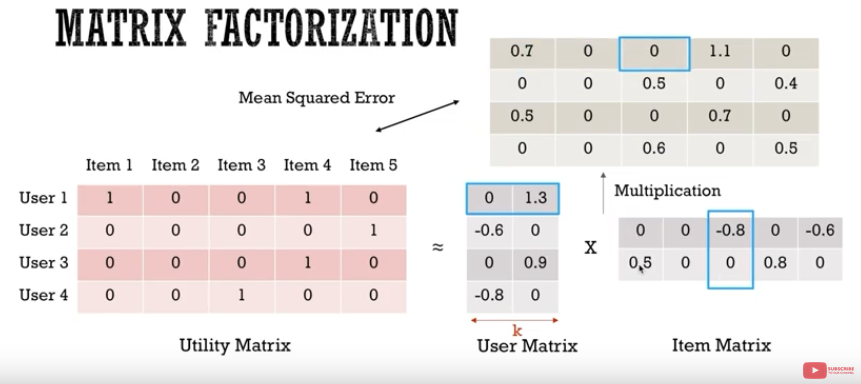 MATRIX FACTORIZATION
0.7 0 0 1.1 0
0 0 0.5 0 0.4
0.5 0 0 0.7 0
0 0 0.6 0 0.5
Mean Squared Error
Item 1 Item 2 Item 3 Item 4 Item 5
User 1 1 0 0 1 0
User 2 0 0 0 0 1
User 3 0 0 0 1 0
User 4 0 0 1 0 0
≈
0 1.3
-0.6 0
0 0.9
-0.8 0
k
X
Multiplication
0 0 -0.8 0 -0.6
0.5 0 0 0.8 0
Utility Matrix
User Matrix
Item Matrix
SUBSCRIBE